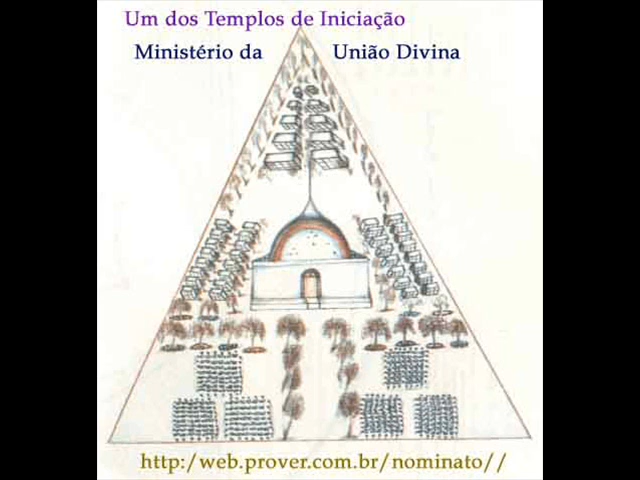 Um dos Templos de Iniciação
Ministério da União Divina
http:/web.prover.com.br/nominato//